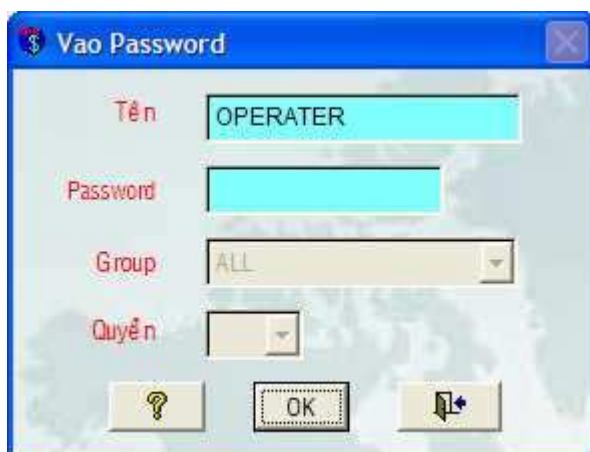 Vao Password
Tên OPERATER
Password
Group ALL
Quyền
? OK